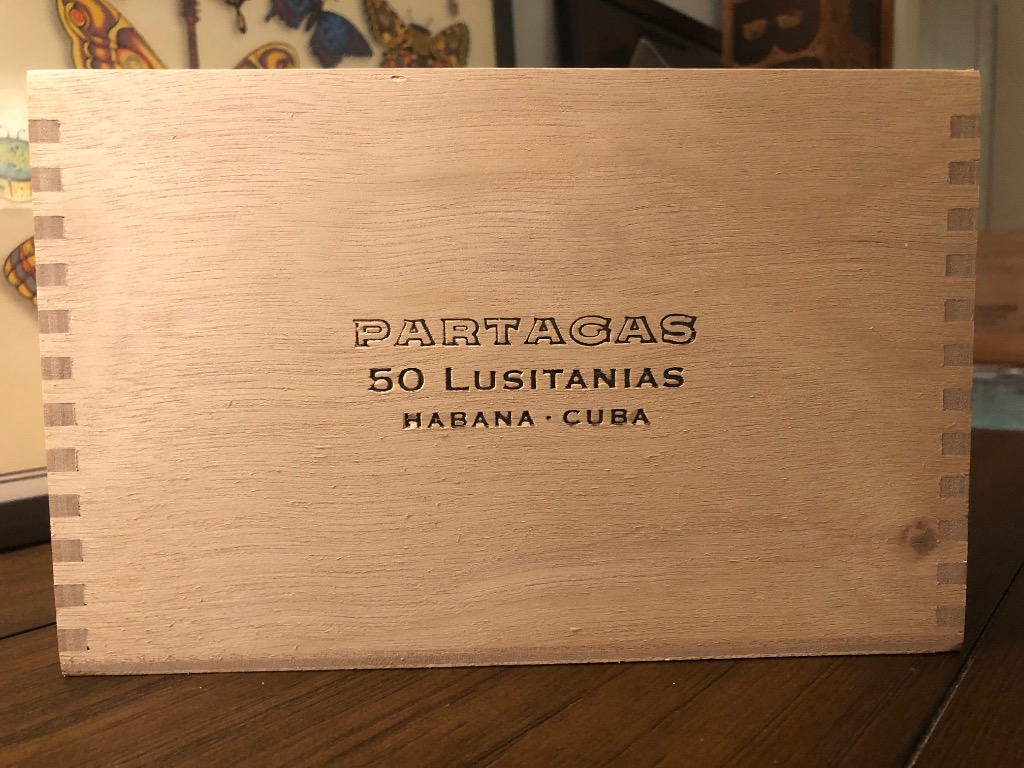 PARTAGAS
50 LUSITANIAS
HABANA · CUBA
B